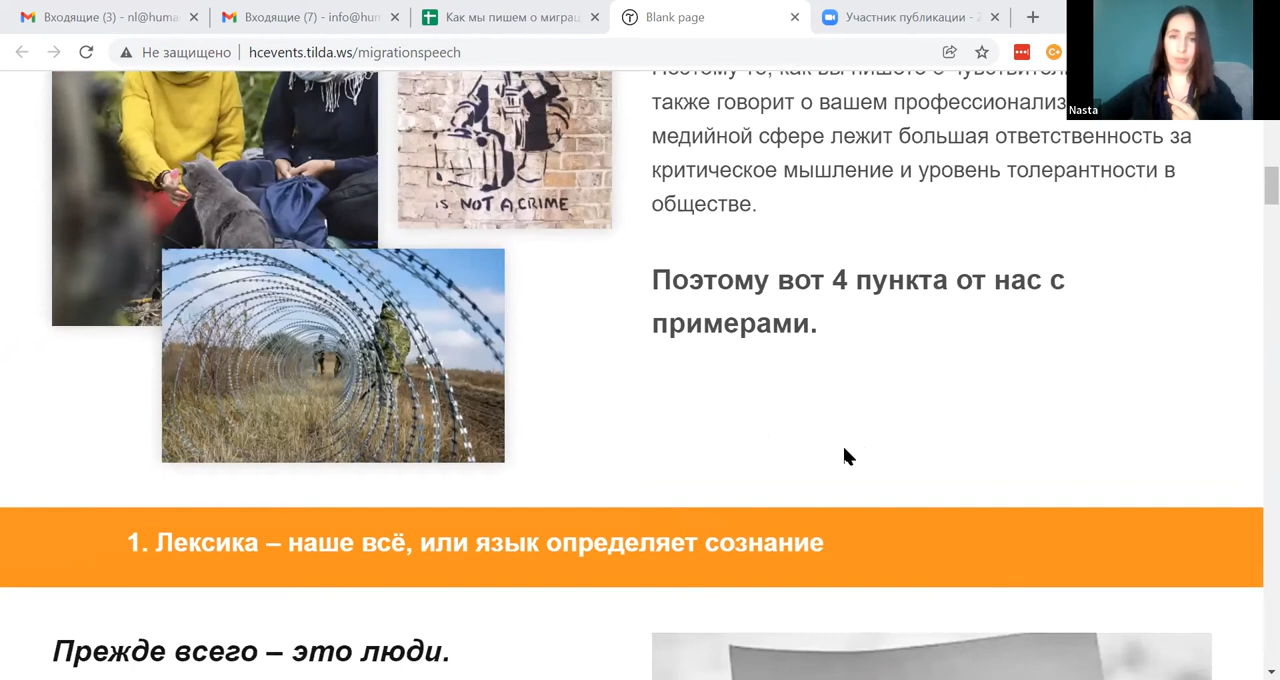 Входящие (3) - nl@huma
Входящие (7) - info@hun
Как мы пишем о миграц
Blank page
Участник публикации -
Не защищено
hcevents.tilda.ws/migrationspeech
Nasta
также говорит о вашем профессионализ
медийной сфере лежит большая ответственность за
критическое мышление и уровень толерантности в
обществе.
IS NOT A CRIME
Поэтому вот 4 пункта от нас с
примерами.
1. Лексика – наше всё, или язык определяет сознание
Прежде всего – это люди.